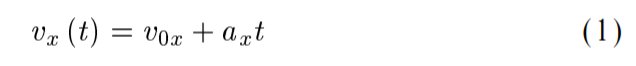 v_x (t) = v_{0x} + a_x t (1)